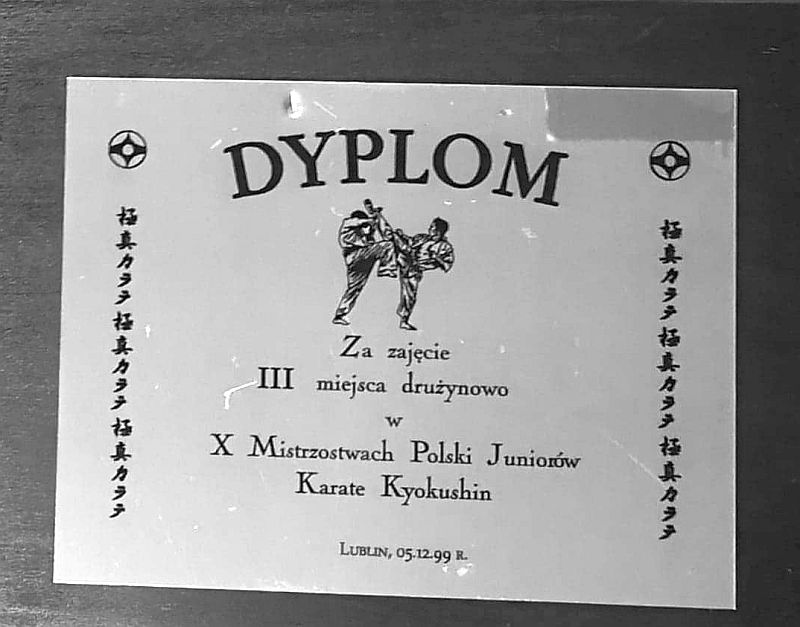 DYPLOM
極真カラテ極真カラテ極真カラテ
極真カラテ極真カラテ極真カラテ
Za zajęcie
III miejsca drużynowo
w
X Mistrzostwach Polski Juniorów
Karate Kyokushin
Lublin, 05.12.99 r.